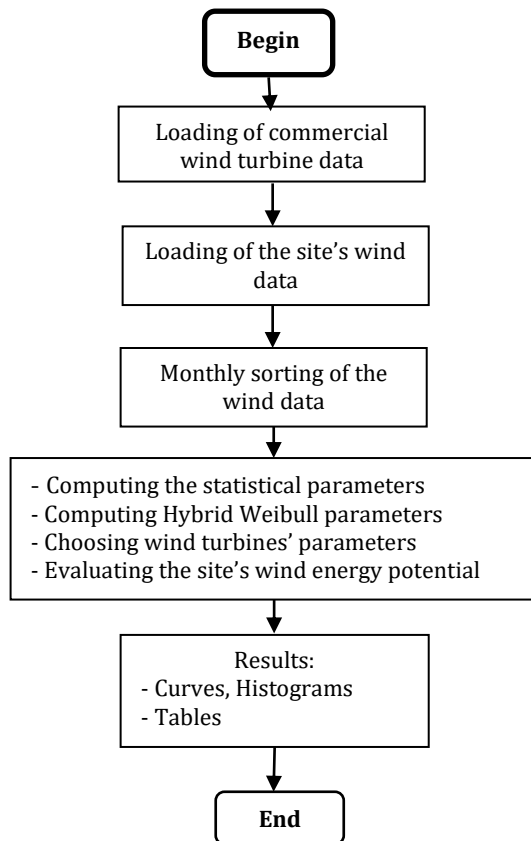 Begin
Loading of commercial
wind turbine data
Loading of the site’s wind
data
Monthly sorting of the
wind data
- Computing the statistical parameters
- Computing Hybrid Weibull parameters
- Choosing wind turbines’ parameters
- Evaluating the site’s wind energy potential
Results:
- Curves, Histograms
- Tables
End